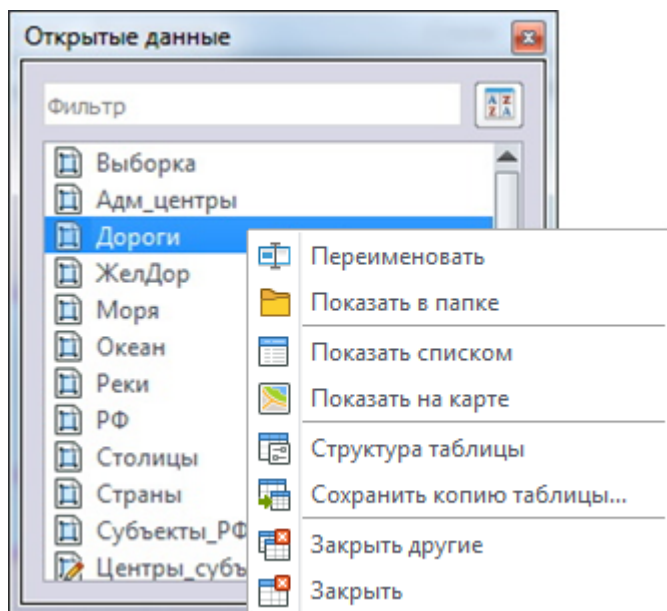 Открытые данные
Фильтр
Выборка
Адм_центры
Дороги
ЖелДор
Моря
Океан
Реки
РФ
Столицы
Страны
Субъекты_РФ
Центры_субъ
Переименовать
Показать в папке
Показать списком
Показать на карте
Структура таблицы
Сохранить копию таблицы...
Закрыть другие
Закрыть